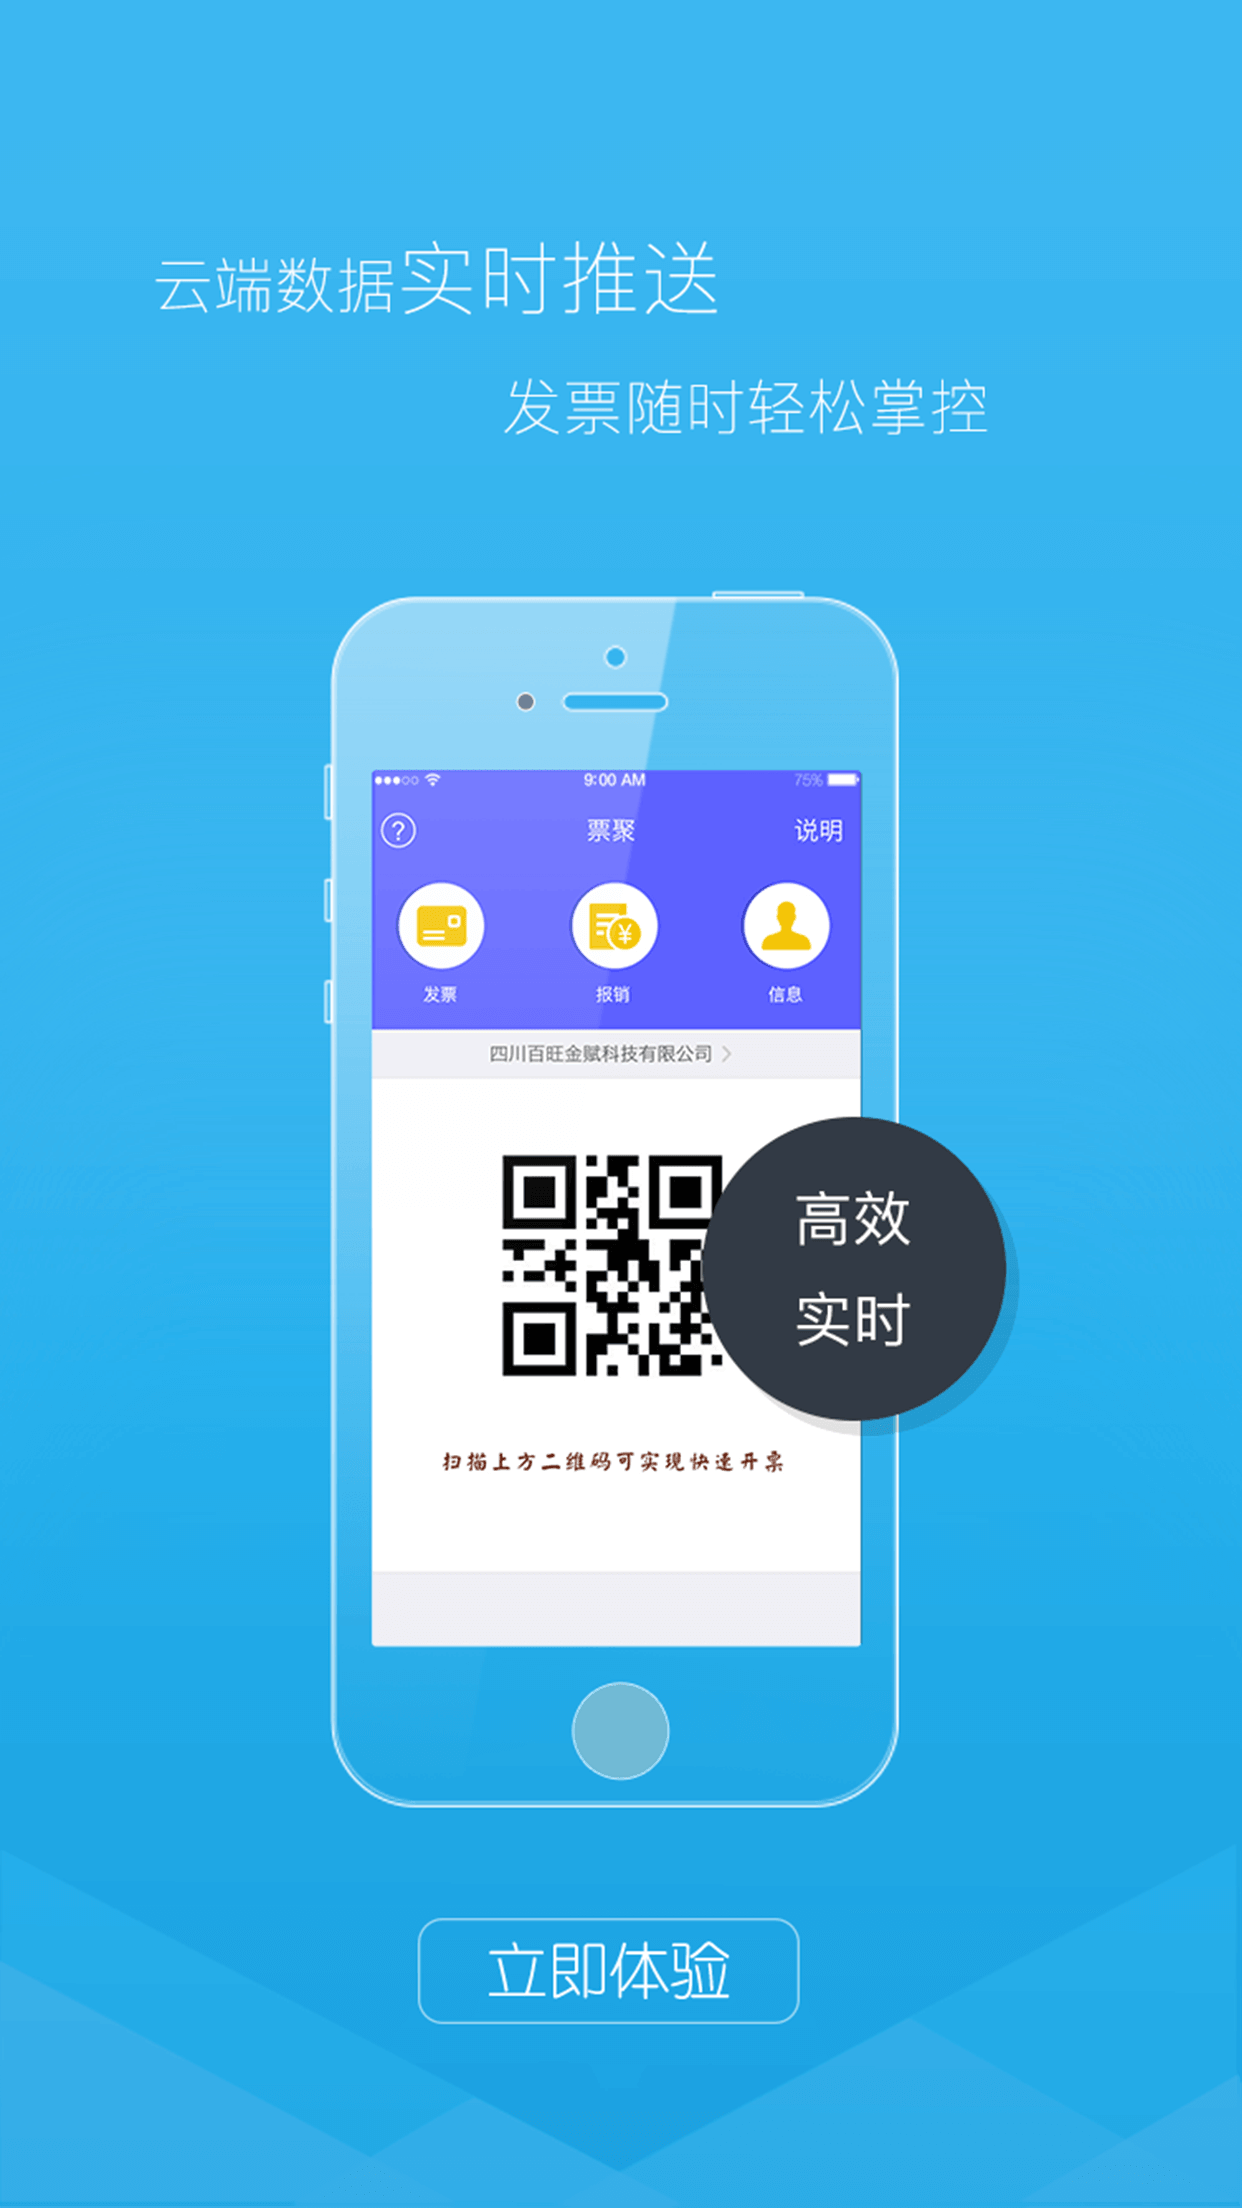 云端数据实时推送
发票随时轻松掌控
9:00 AM 75%
? 票聚 说明
发票 报销 信息
四川百旺金赋科技有限公司
高效
实时
扫描上方二维码可实现快速开票
立即体验